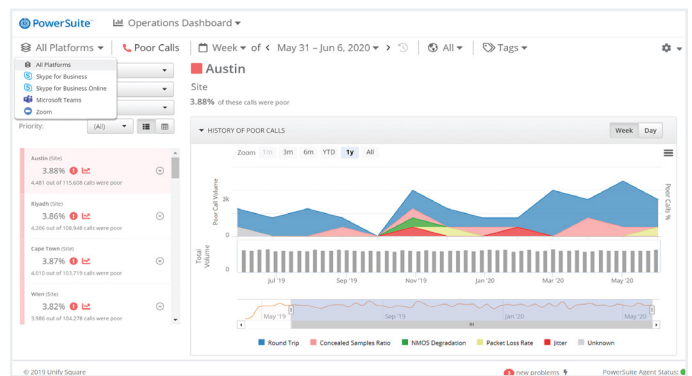 PowerSuite™ Operations Dashboard
All Platforms Poor Calls Week of < May 31 – Jun 6, 2020 > All Tags
All Platforms
Skype for Business
Skype for Business Online
Microsoft Teams
Zoom
Priority: (All)
Austin (Site)
3.88%
4,481 out of 115,608 calls were poor
Riyadh (Site)
3.86%
4,206 out of 108,948 calls were poor
Cape Town (Site)
3.87%
4,010 out of 103,719 calls were poor
Wien (Site)
3.82%
3,986 out of 104,278 calls were poor
Austin
Site
3.88% of these calls were poor
HISTORY OF POOR CALLS
Week Day
Zoom 1m 3m 6m YTD 1y All
Poor Call Volume
2k
0
Poor Calls %
Total Volume
0
Jul '19 Sep '19 Nov '19 Jan '20 Mar '20 May '20
May '19 Sep '19 Jan '20 May '20
Round Trip Concealed Samples Ratio NMOS Degradation Packet Loss Rate Jitter Unknown
© 2019 Unify Square
1 new problems PowerSuite Agent Status: